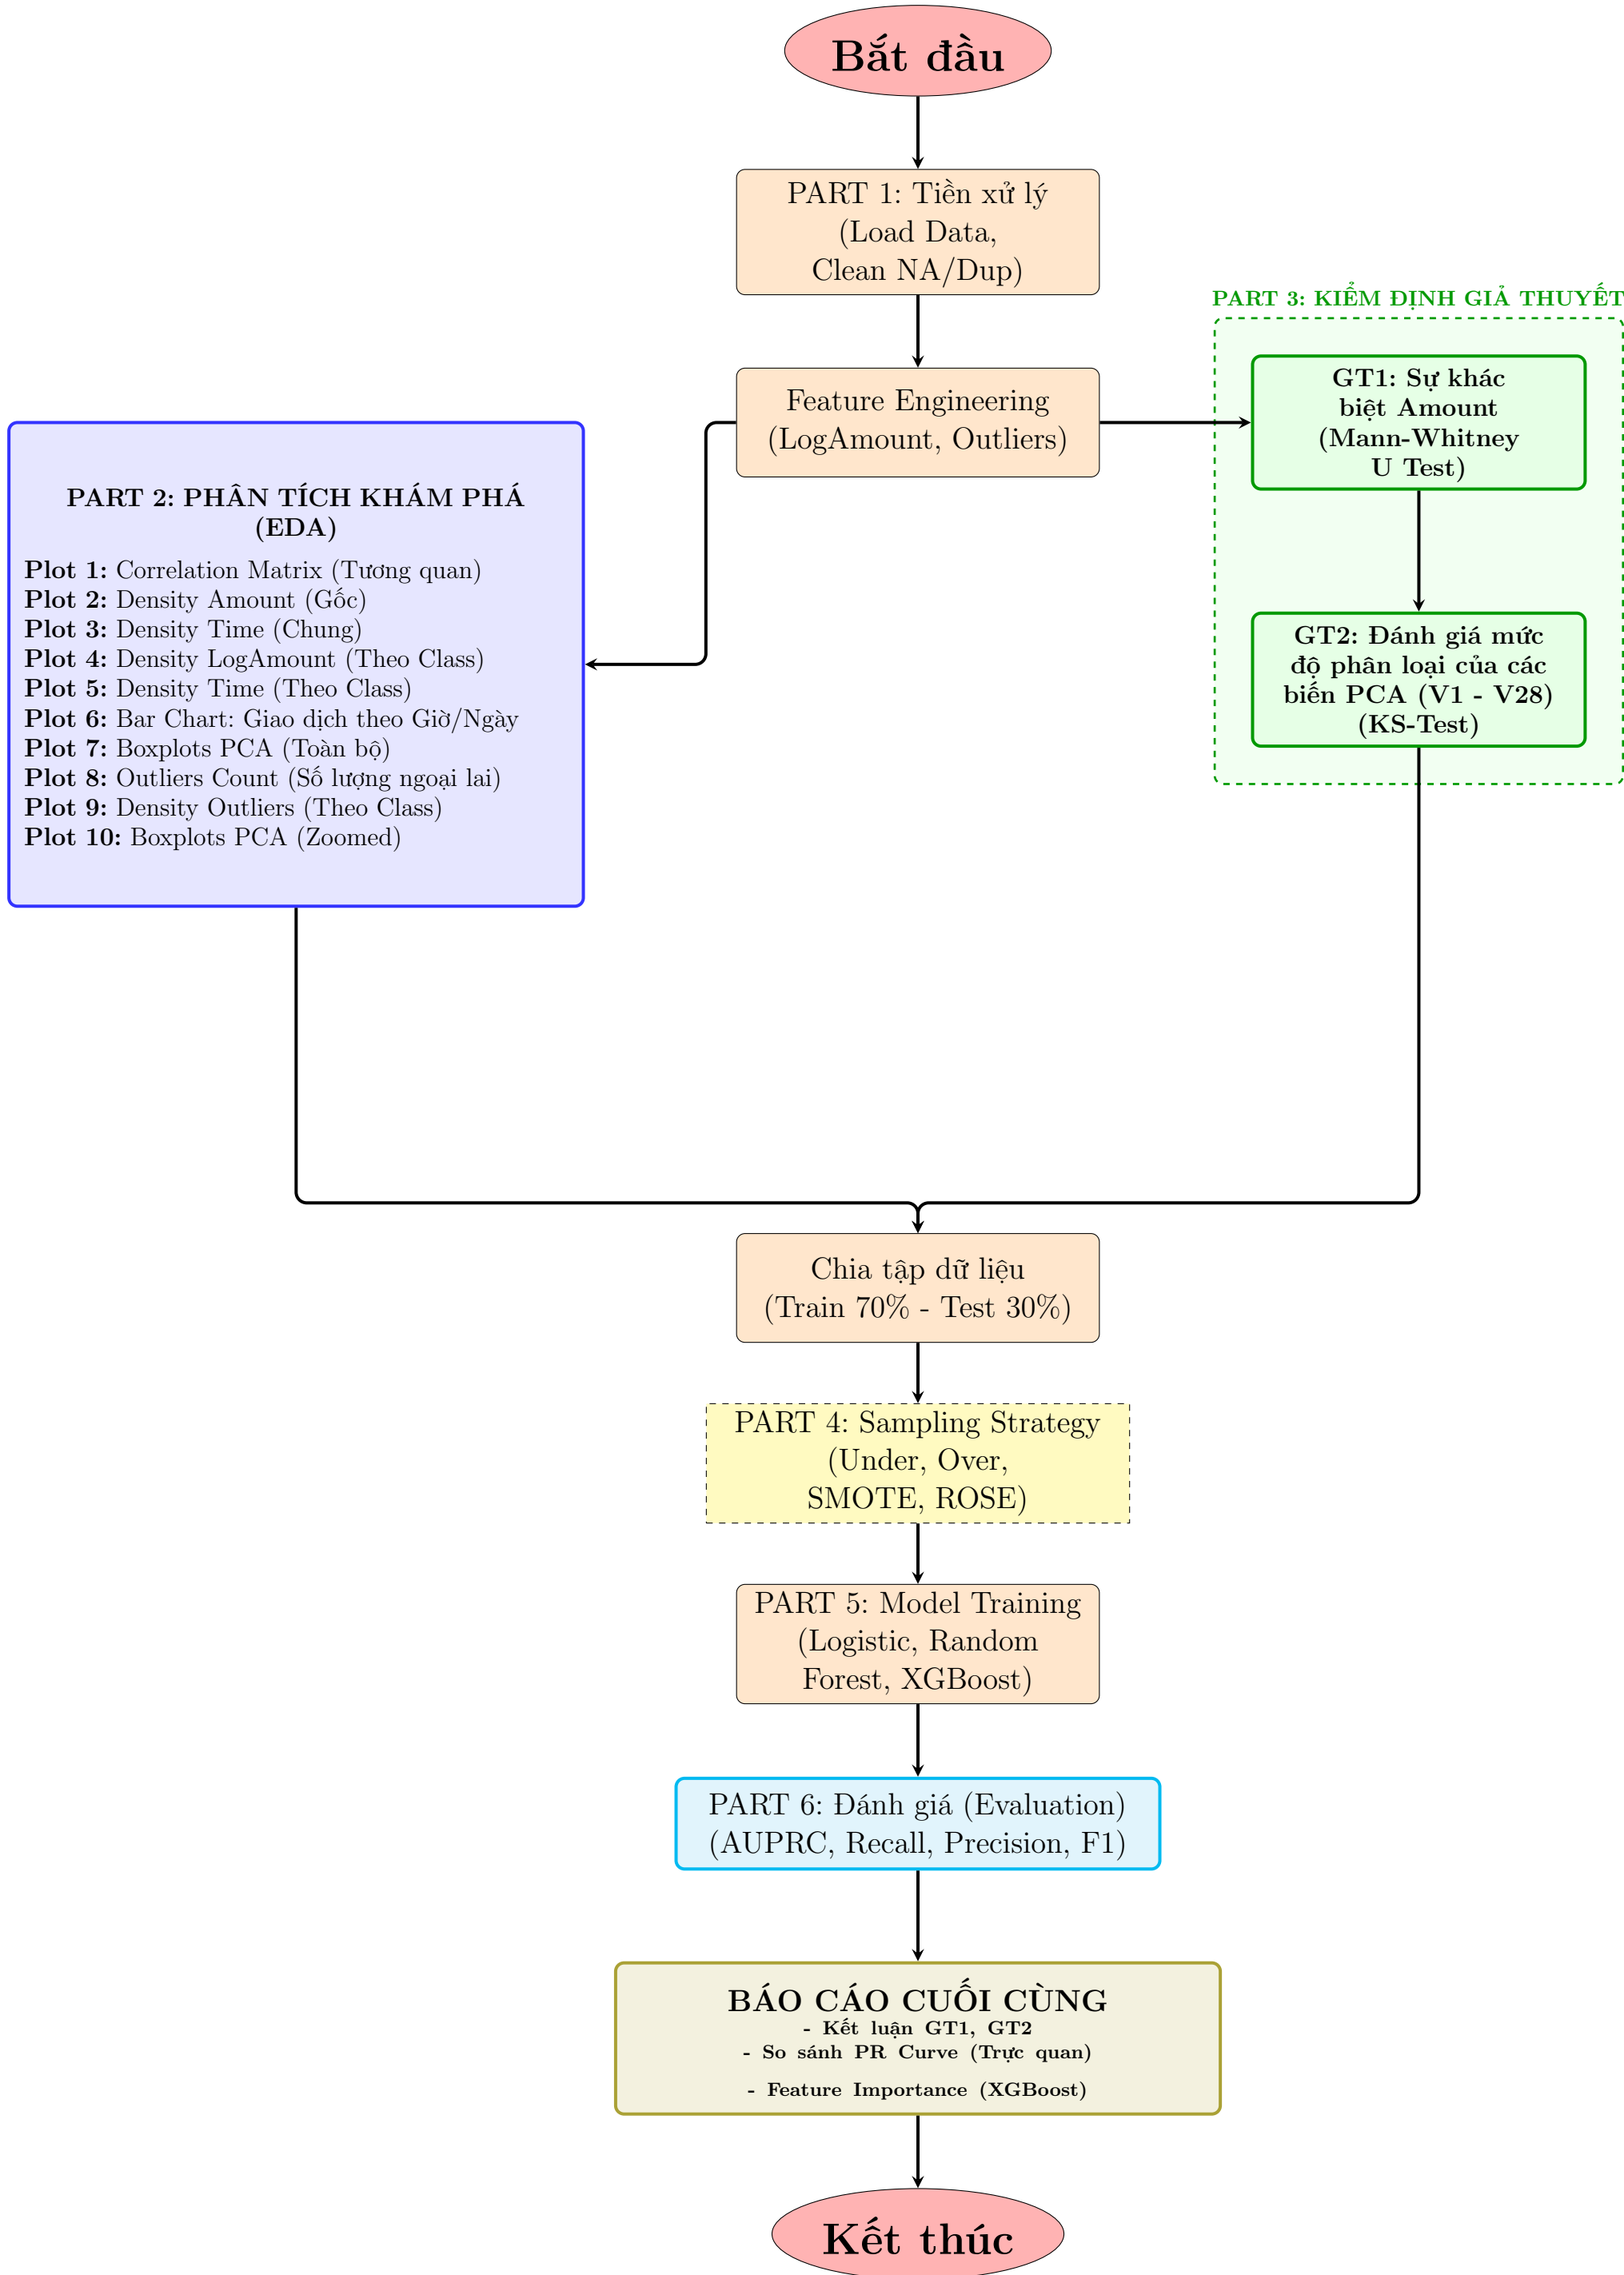 Bắt đầu
PART 1: Tiền xử lý
(Load Data,
Clean NA/Dup)
Feature Engineering
(LogAmount, Outliers)
PART 2: PHÂN TÍCH KHÁM PHÁ
(EDA)
Plot 1: Correlation Matrix (Tương quan)
Plot 2: Density Amount (Gốc)
Plot 3: Density Time (Chung)
Plot 4: Density LogAmount (Theo Class)
Plot 5: Density Time (Theo Class)
Plot 6: Bar Chart: Giao dịch theo Giờ/Ngày
Plot 7: Boxplots PCA (Toàn bộ)
Plot 8: Outliers Count (Số lượng ngoại lai)
Plot 9: Density Outliers (Theo Class)
Plot 10: Boxplots PCA (Zoomed)
PART 3: KIỂM ĐỊNH GIẢ THUYẾT
GT1: Sự khác
biệt Amount
(Mann-Whitney
U Test)
GT2: Đánh giá mức
độ phân loại của các
biến PCA (V1 - V28)
(KS-Test)
Chia tập dữ liệu
(Train 70% - Test 30%)
PART 4: Sampling Strategy
(Under, Over,
SMOTE, ROSE)
PART 5: Model Training
(Logistic, Random
Forest, XGBoost)
PART 6: Đánh giá (Evaluation)
(AUPRC, Recall, Precision, F1)
BÁO CÁO CUỐI CÙNG
- Kết luận GT1, GT2
- So sánh PR Curve (Trực quan)
- Feature Importance (XGBoost)
Kết thúc